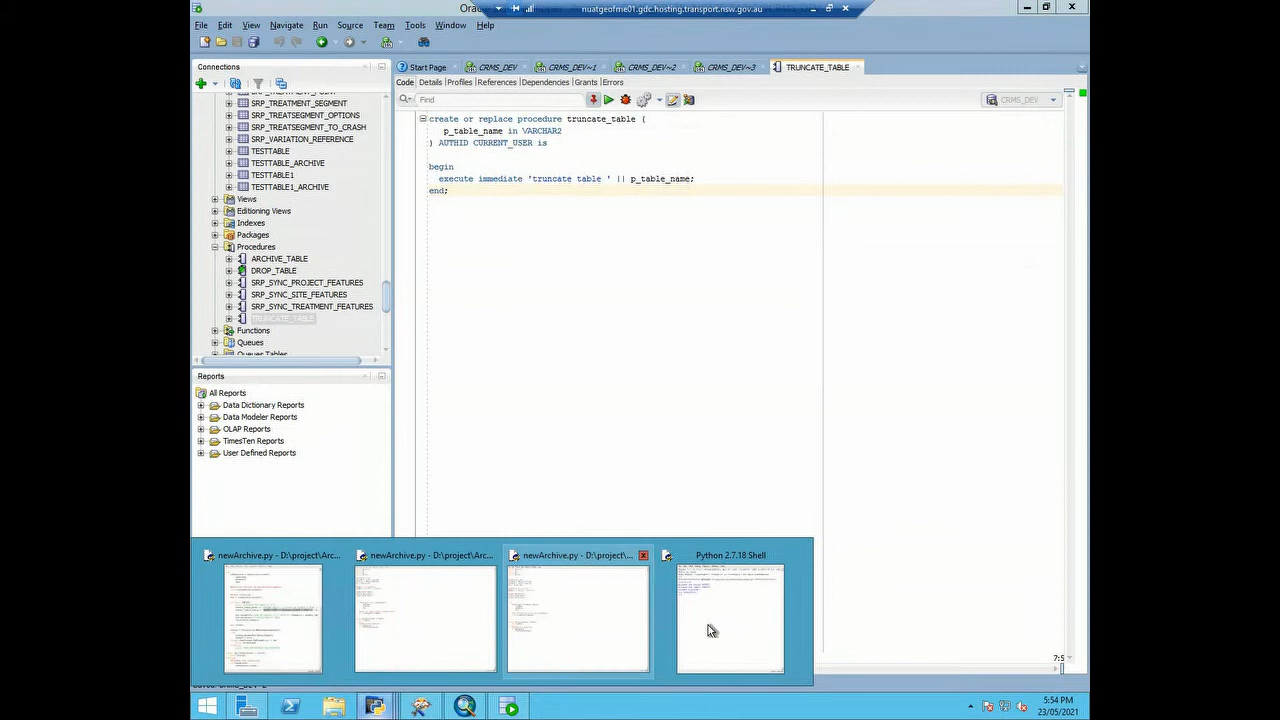 Orac
nuatgeofme01.gdc.hosting.transport.nsw.gov.au
File Edit View Navigate Run Source Team Tools Window Help
Connections
Start Page CRMS_DEV CRMS_DEV~1 CRMS_DEV~2 CRMS_DEV~3 TRUNCATE_TABLE
Code Details Profiles References Dependencies Grants Errors
Find
CRMS_DEV
SRP_TREATMENT_POINT
SRP_TREATMENT_SEGMENT
SRP_TREATSEGMENT_OPTIONS
SRP_TREATSEGMENT_TO_CRASH
SRP_VARIATION_REFERENCE
TESTTABLE
TESTTABLE_ARCHIVE
TESTTABLE1
TESTTABLE1_ARCHIVE
Views
Editioning Views
Indexes
Packages
Procedures
ARCHIVE_TABLE
DROP_TABLE
SRP_SYNC_PROJECT_FEATURES
SRP_SYNC_SITE_FEATURES
SRP_SYNC_TREATMENT_FEATURES
TRUNCATE_TABLE
Functions
Queues
Queues Tables
create or replace procedure truncate_table (
p_table_name in VARCHAR2
) AUTHID CURRENT_USER is
begin
execute immediate 'truncate table ' || p_table_name;
end;
Reports
All Reports
Data Dictionary Reports
Data Modeler Reports
OLAP Reports
TimesTen Reports
User Defined Reports
newArchive.py - D:\project\Arc...
newArchive.py - D:\project\Arc...
newArchive.py - D:\project\...
Python 2.7.18 Shell
7:5
5:54 PM
23/05/2021